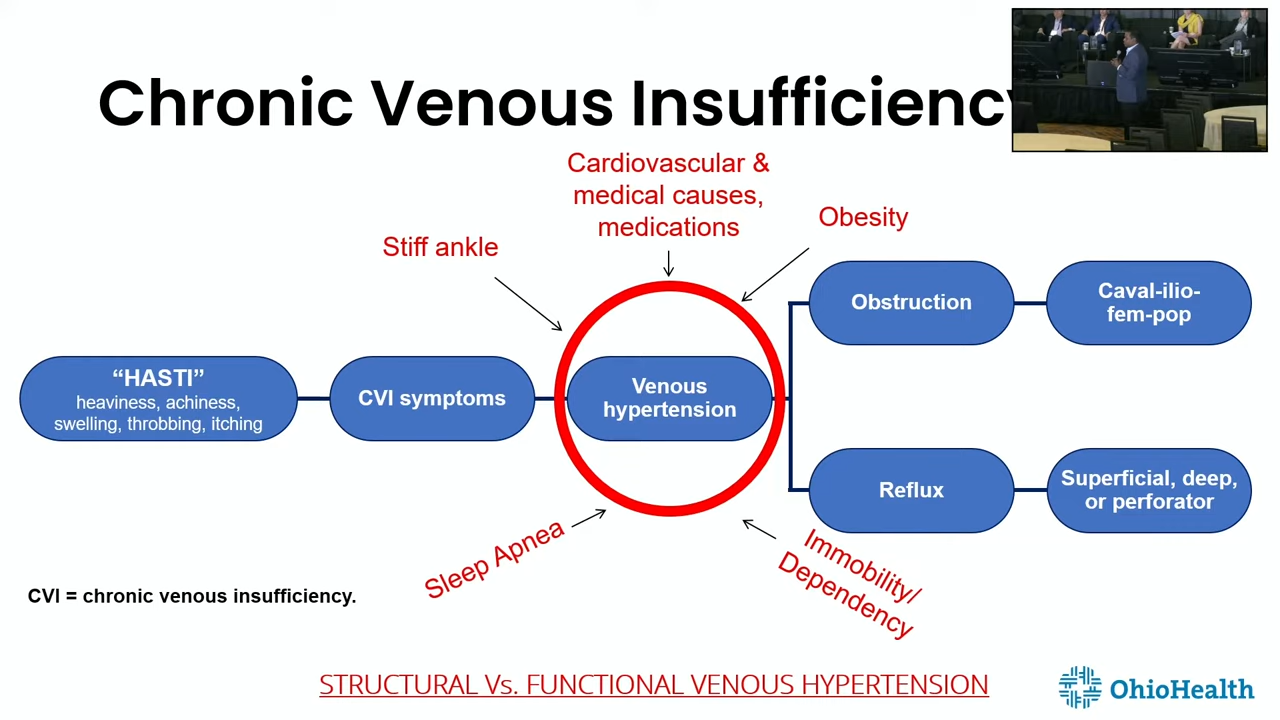 Chronic Venous Insufficiency
Cardiovascular &
medical causes,
medications
Obesity
Stiff ankle
Obstruction
Caval-ilio-
fem-pop
“HASTI”
heaviness, achiness,
swelling, throbbing, itching
CVI symptoms
Venous
hypertension
Reflux
Superficial, deep,
or perforator
Sleep Apnea
Immobility/
Dependency
CVI = chronic venous insufficiency.
STRUCTURAL Vs. FUNCTIONAL VENOUS HYPERTENSION
OhioHealth